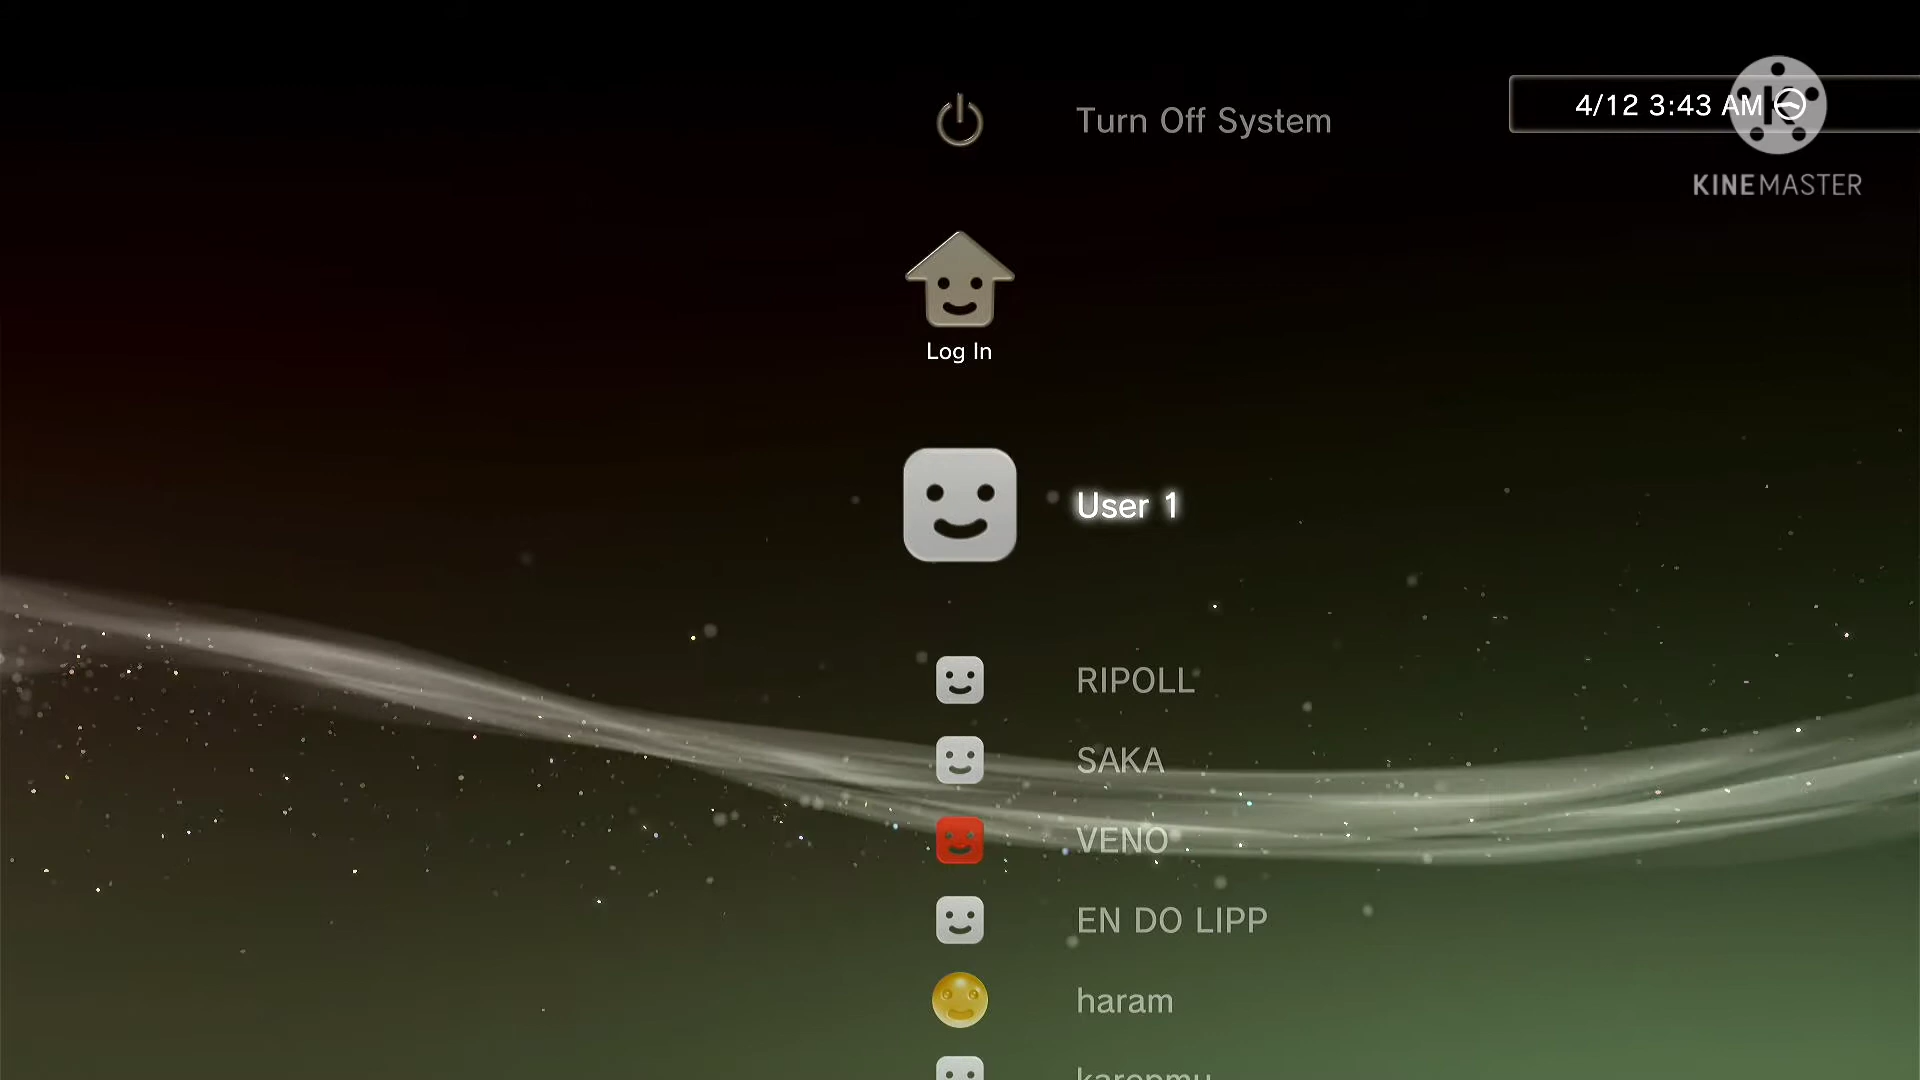 Turn Off System
4/12 3:43 AM
K
KINEMASTER
Log In
User 1
RIPOLL
SAKA
VENO
EN DO LIPP
haram